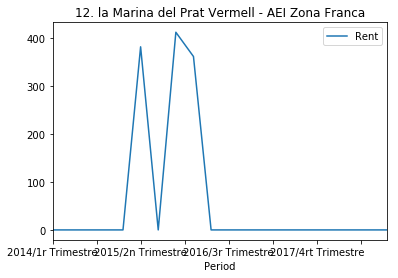 12. la Marina del Prat Vermell - AEI Zona Franca
Rent
400
300
200
100
0
2014/1r Trimestre 2015/2n Trimestre 2016/3r Trimestre 2017/4rt Trimestre
Period